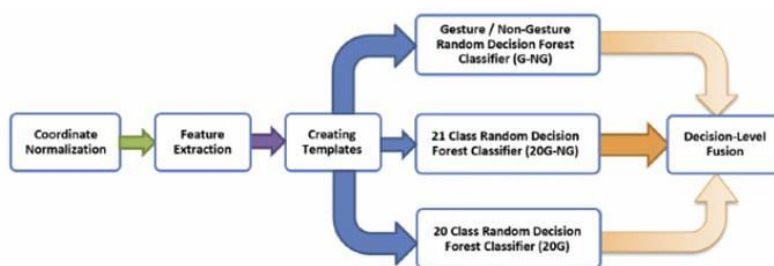 Coordinate
Normalization
Feature
Extraction
Creating
Templates
Gesture / Non-Gesture
Random Decision Forest
Classifier (G-NG)
21 Class Random Decision
Forest Classifier (20G-NG)
20 Class Random Decision
Forest Classifier (20G)
Decision-Level
Fusion